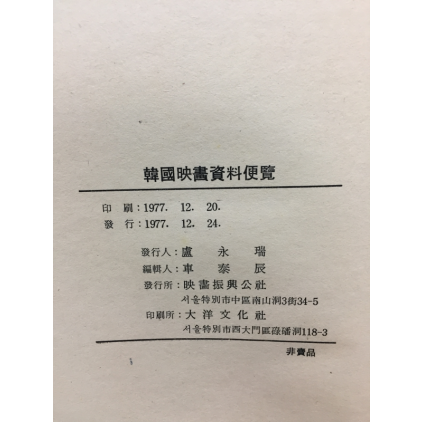 韓國映畫資料便覽
印 刷 : 1977. 12. 20.
發 行 : 1977. 12. 24.
發行人 : 盧 永 瑞
編輯人 : 車 泰 辰
發行所 : 映畫振興公社
서울特別市中區南山洞3街34-5
印刷所 : 大洋文化社
서울特別市西大門區碌磻洞118-3
非賣品